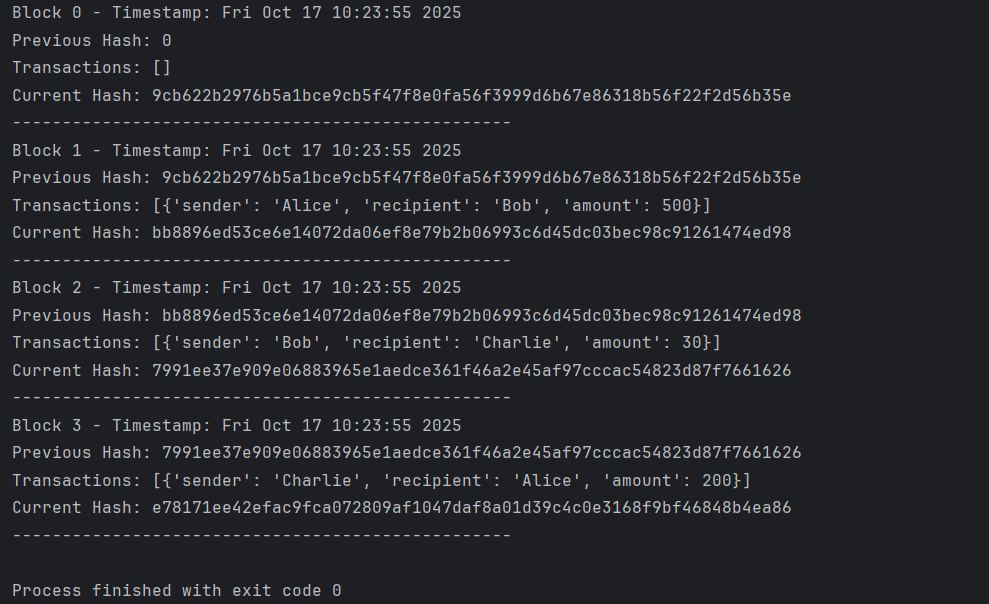 Block 0 - Timestamp: Fri Oct 17 10:23:55 2025
Previous Hash: 0
Transactions: []
Current Hash: 9cb622b2976b5a1bce9cb5f47f8e0fa56f3999d6b67e86318b56f22f2d56b35e
--------------------------------------------------
Block 1 - Timestamp: Fri Oct 17 10:23:55 2025
Previous Hash: 9cb622b2976b5a1bce9cb5f47f8e0fa56f3999d6b67e86318b56f22f2d56b35e
Transactions: [{'sender': 'Alice', 'recipient': 'Bob', 'amount': 500}]
Current Hash: bb8896ed53ce6e14072da06ef8e79b2b06993c6d45dc03bec98c91261474ed98
--------------------------------------------------
Block 2 - Timestamp: Fri Oct 17 10:23:55 2025
Previous Hash: bb8896ed53ce6e14072da06ef8e79b2b06993c6d45dc03bec98c91261474ed98
Transactions: [{'sender': 'Bob', 'recipient': 'Charlie', 'amount': 30}]
Current Hash: 7991ee37e909e06883965e1aedce361f46a2e45af97cccac54823d87f7661626
--------------------------------------------------
Block 3 - Timestamp: Fri Oct 17 10:23:55 2025
Previous Hash: 7991ee37e909e06883965e1aedce361f46a2e45af97cccac54823d87f7661626
Transactions: [{'sender': 'Charlie', 'recipient': 'Alice', 'amount': 200}]
Current Hash: e78171ee42efac9fca072809af1047daf8a01d39c4c0e3168f9bf46848b4ea86
--------------------------------------------------
Process finished with exit code 0